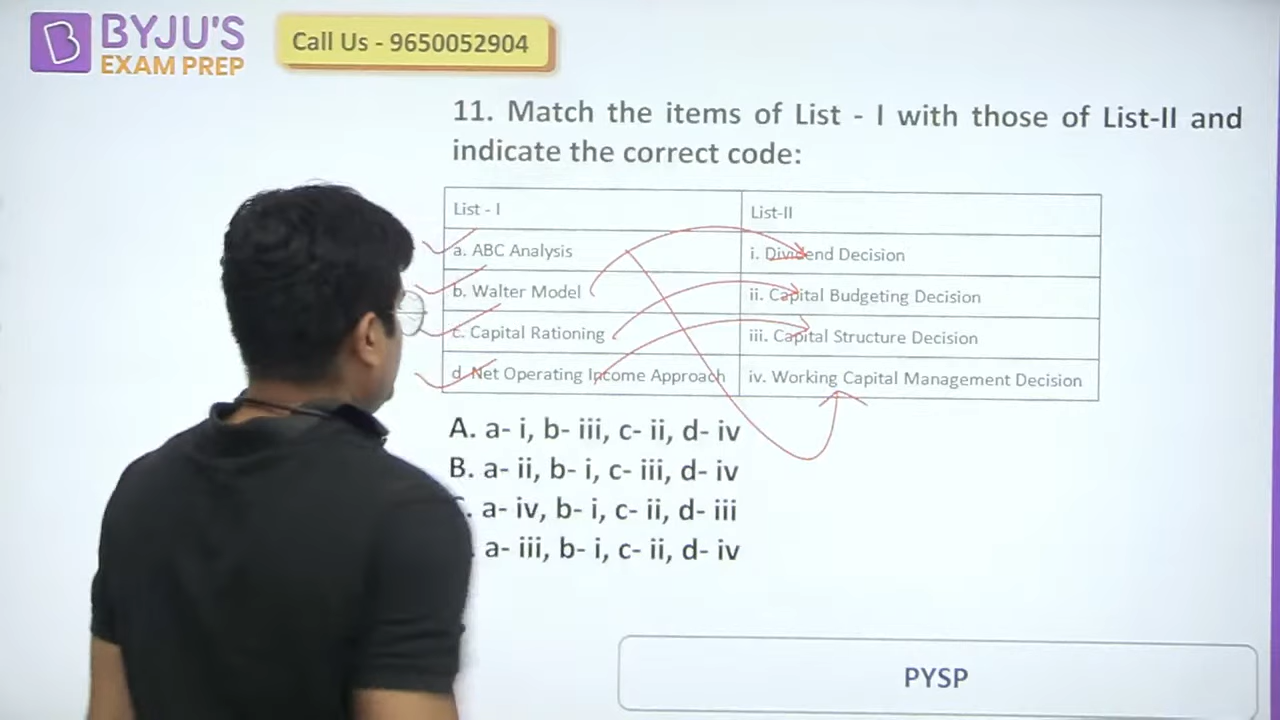 BYJU'S
EXAM PREP
Call Us - 9650052904
11. Match the items of List - I with those of List-II and
indicate the correct code:
List - I
List-II
a. ABC Analysis
i. Dividend Decision
b. Walter Model
ii. Capital Budgeting Decision
c. Capital Rationing
iii. Capital Structure Decision
d. Net Operating Income Approach
iv. Working Capital Management Decision
A. a- i, b- iii, c- ii, d- iv
B. a- ii, b- i, c- iii, d- iv
. a- iv, b- i, c- ii, d- iii
a- iii, b- i, c- ii, d- iv
PYSP